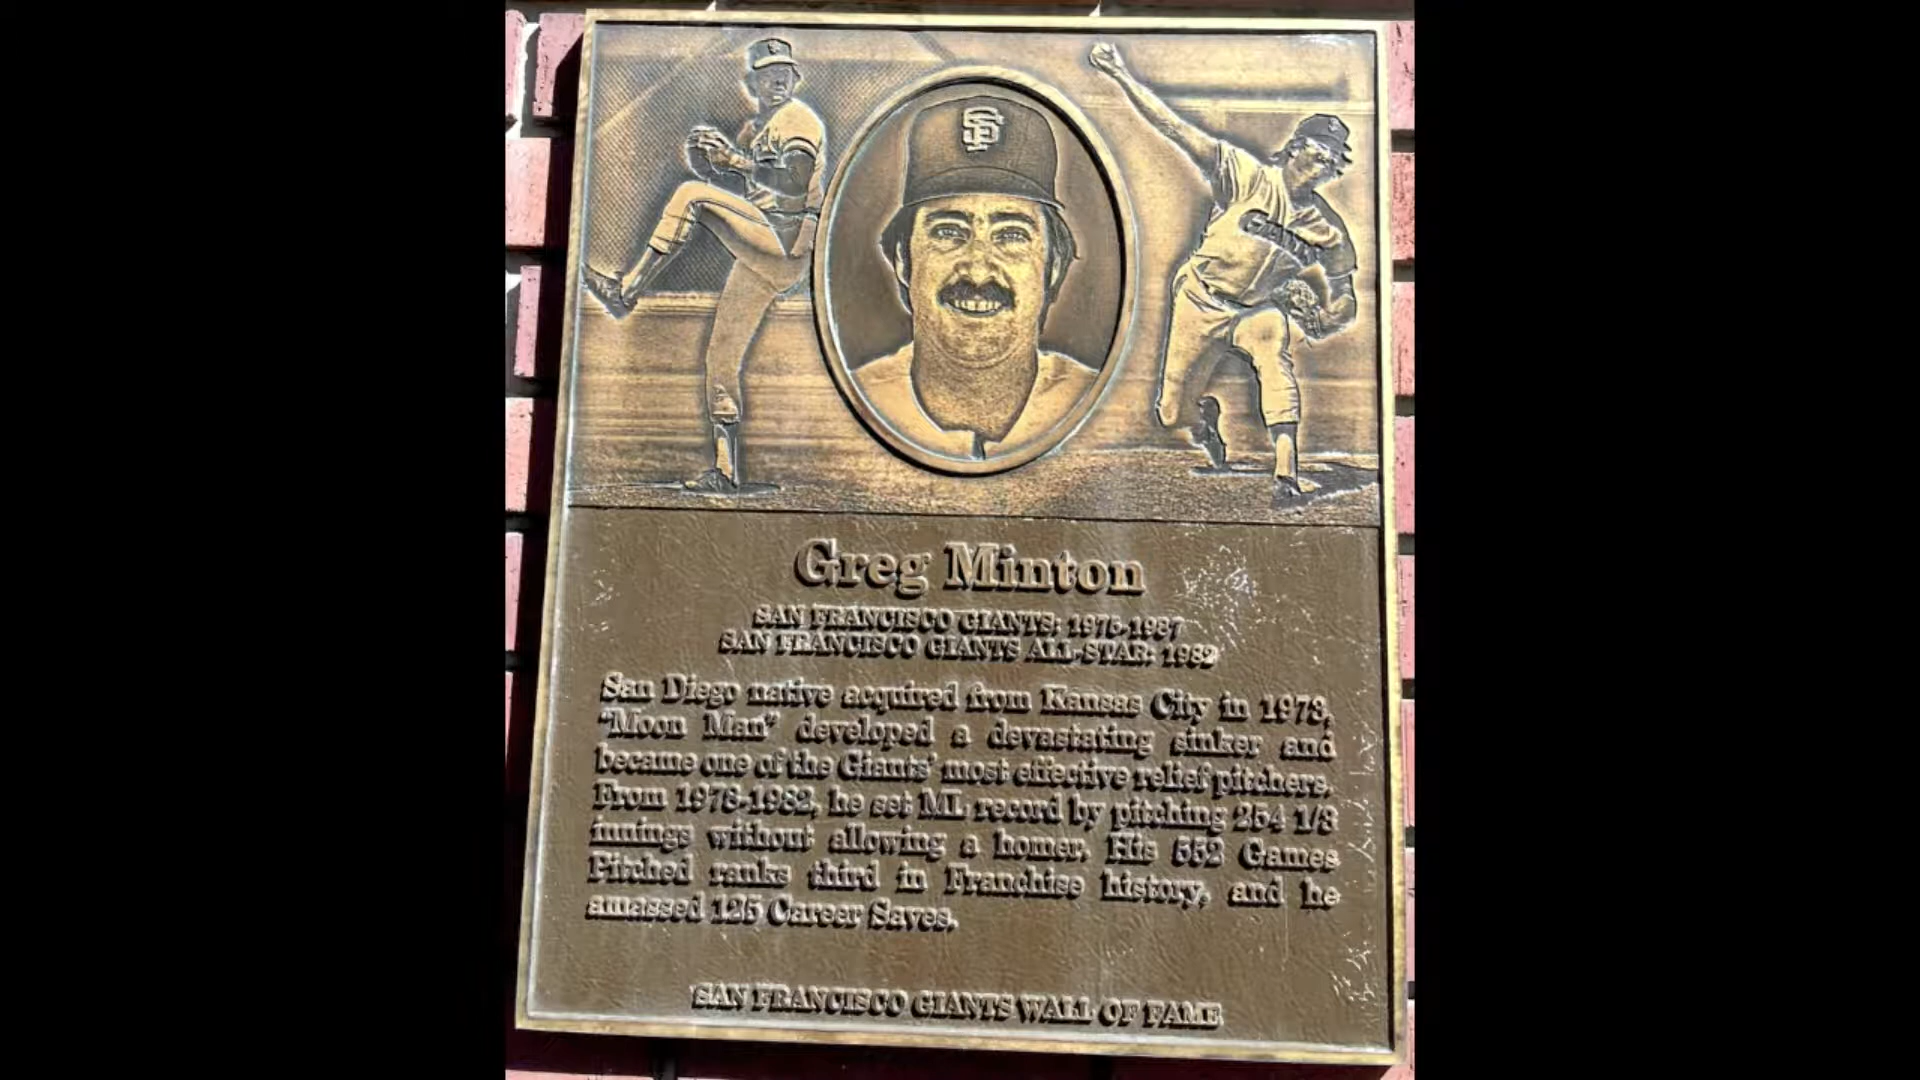 SF
Greg Minton
SAN FRANCISCO GIANTS: 1975-1987
SAN FRANCISCO GIANTS ALL-STAR: 1982
San Diego native acquired from Kansas City in 1973,
“Moon Man” developed a devastating sinker and
became one of the Giants’ most effective relief pitchers.
From 1978-1982, he set ML record by pitching 254 1/3
innings without allowing a homer. His 552 Games
Pitched ranks third in Franchise history, and he
amassed 125 Career Saves.
SAN FRANCISCO GIANTS WALL OF FAME